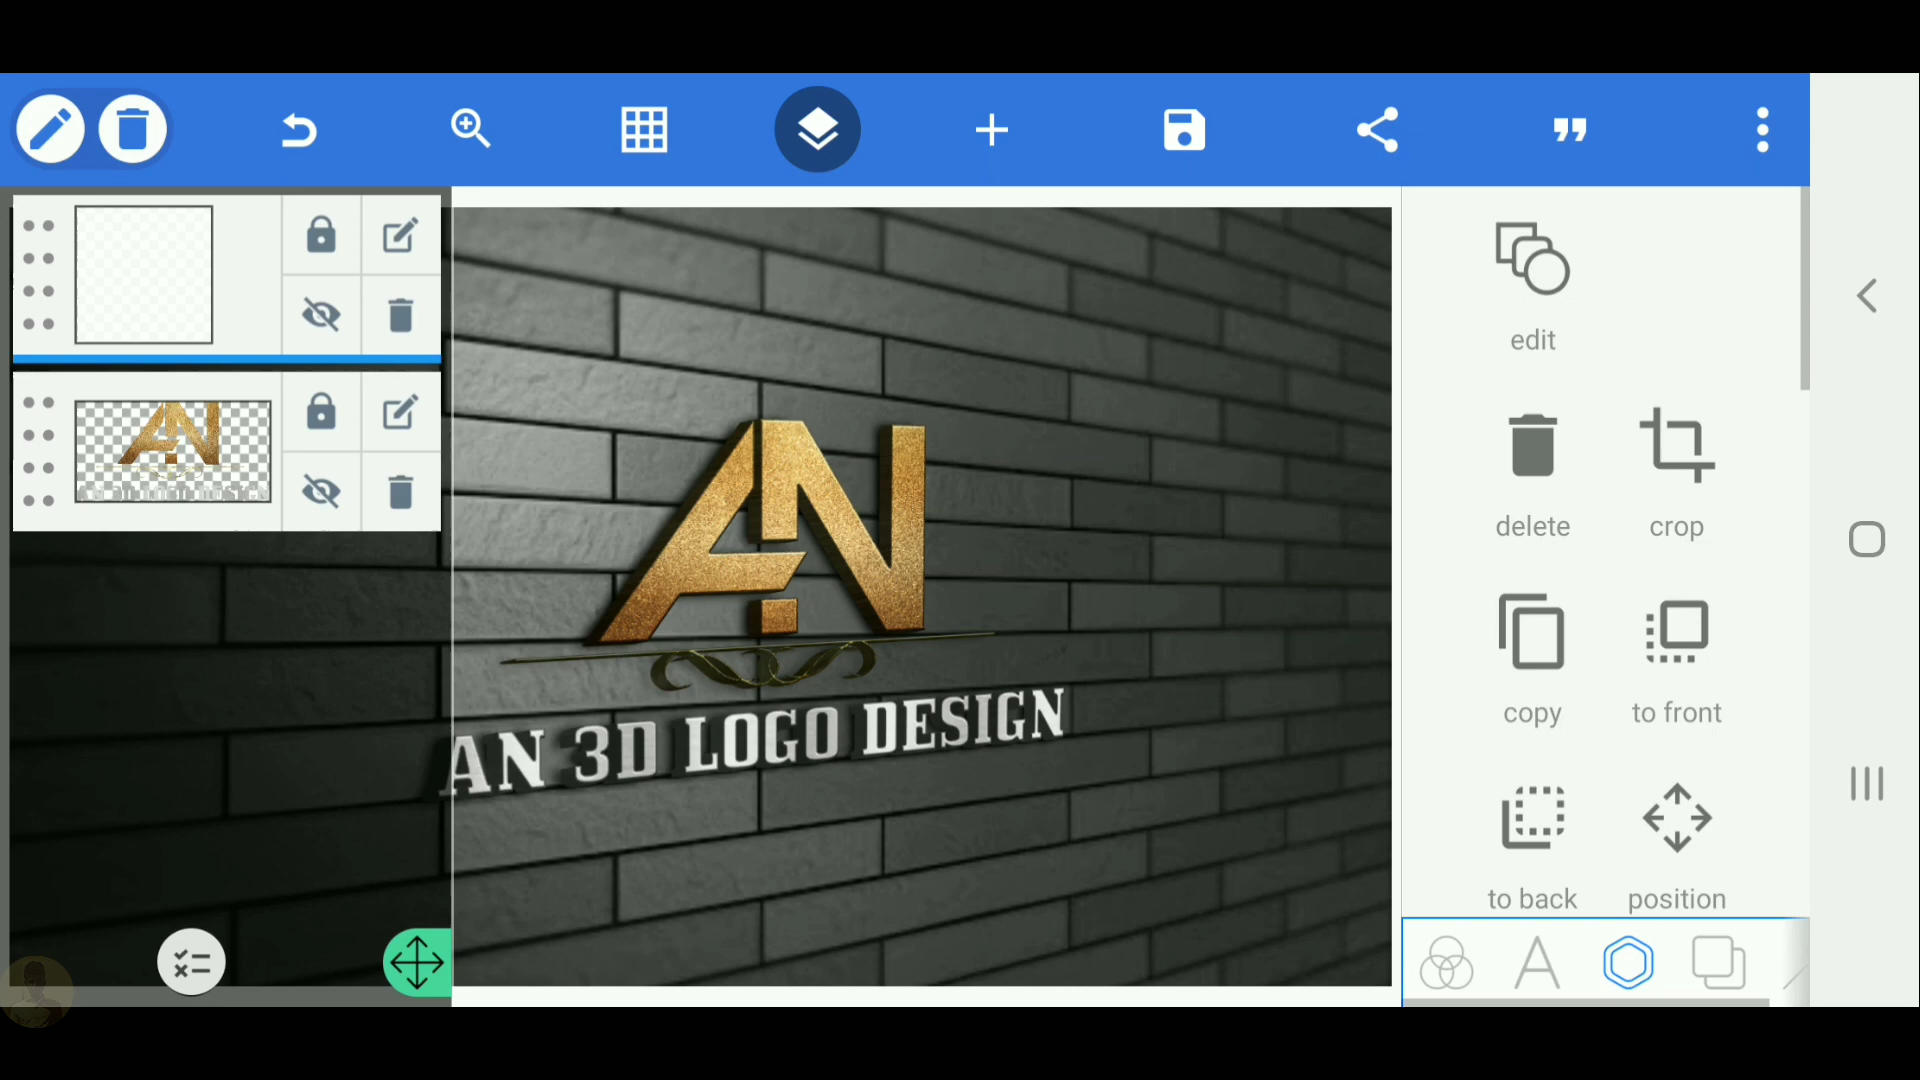 edit
delete
crop
copy
to front
to back
position
AN
AN 3D LOGO DESIGN